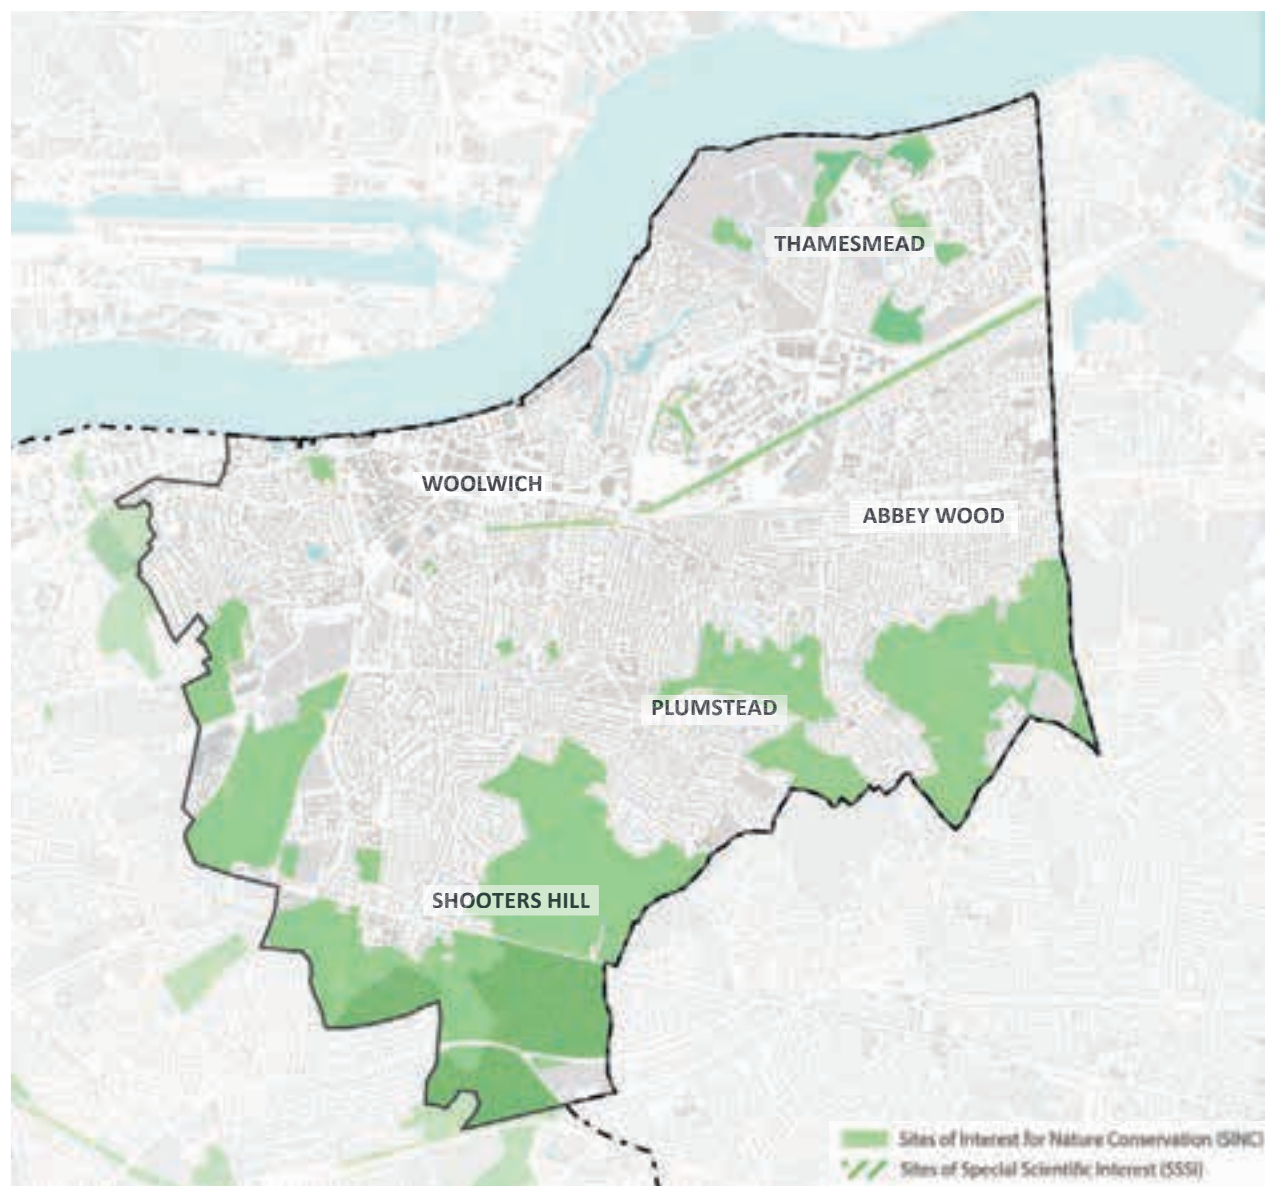 THAMESMEAD
WOOLWICH
ABBEY WOOD
PLUMSTEAD
SHOOTERS HILL
Sites of Interest for Nature Conservation (SINC)
Sites of Special Scientific Interest (SSSI)